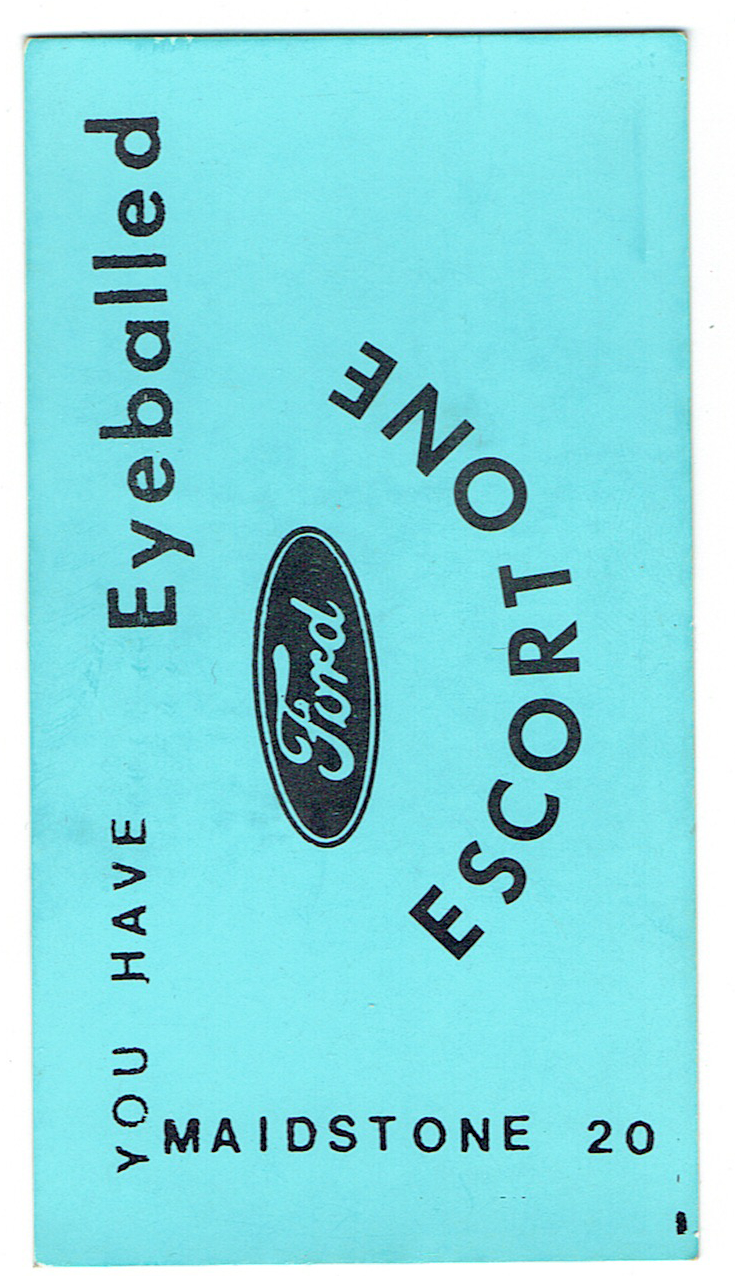 YOU HAVE Eyeballed
Ford
ESCORT ONE
MAIDSTONE 20